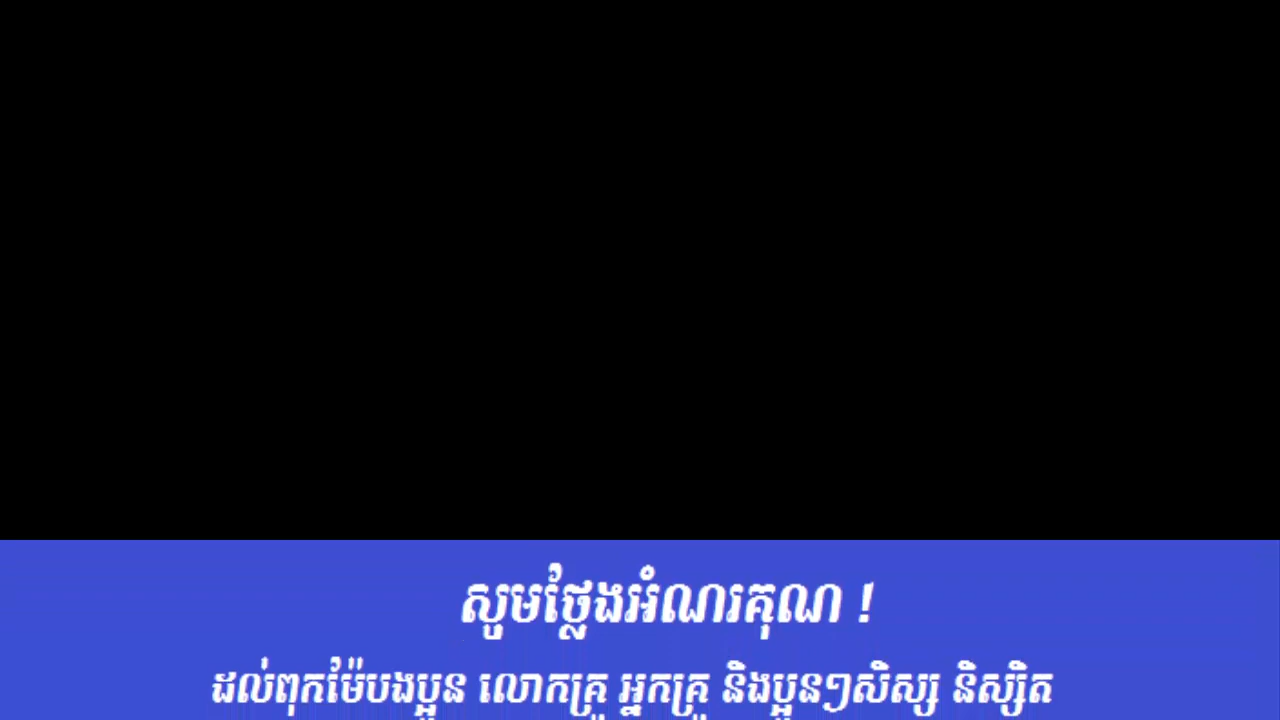 សូមថ្លែងអំណរគុណ !
ដល់ពុកម៉ែបងប្អូន លោកគ្រូ អ្នកគ្រូ និងប្អូនៗសិស្ស និស្សិត